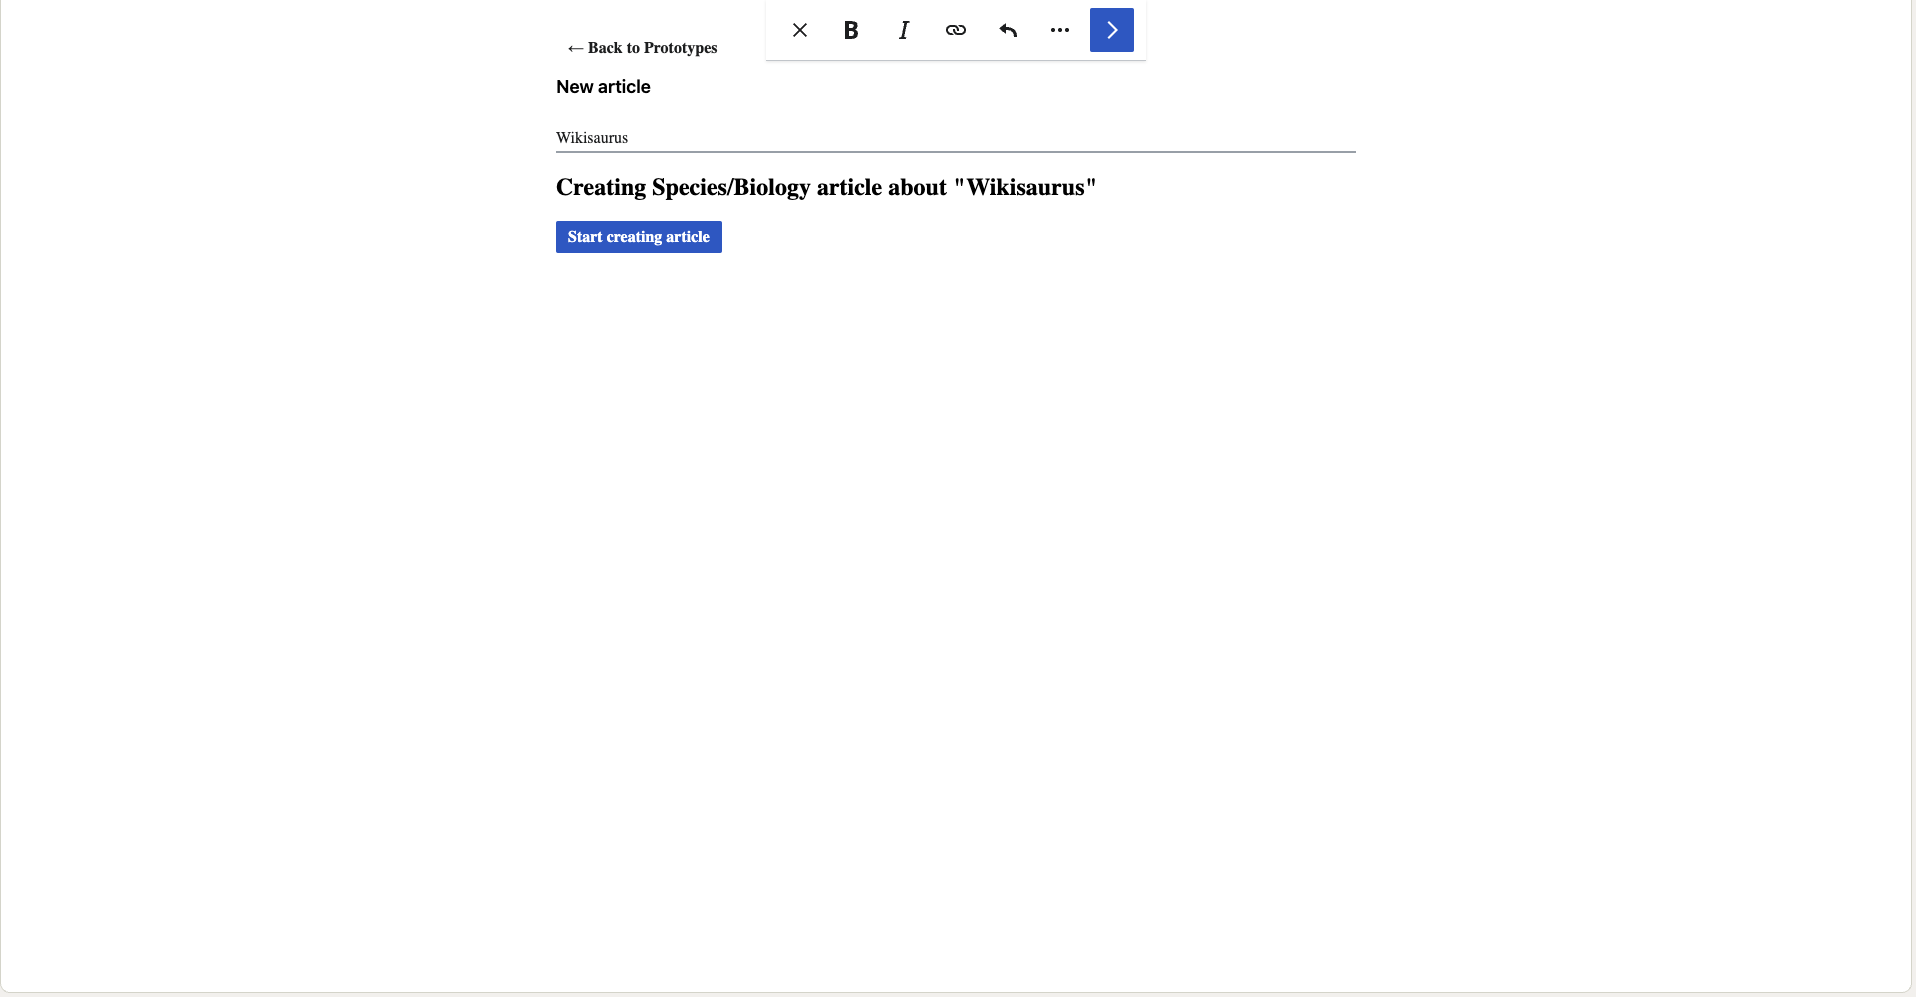 ← Back to Prototypes
New article
Wikisaurus
Creating Species/Biology article about "Wikisaurus"
Start creating article